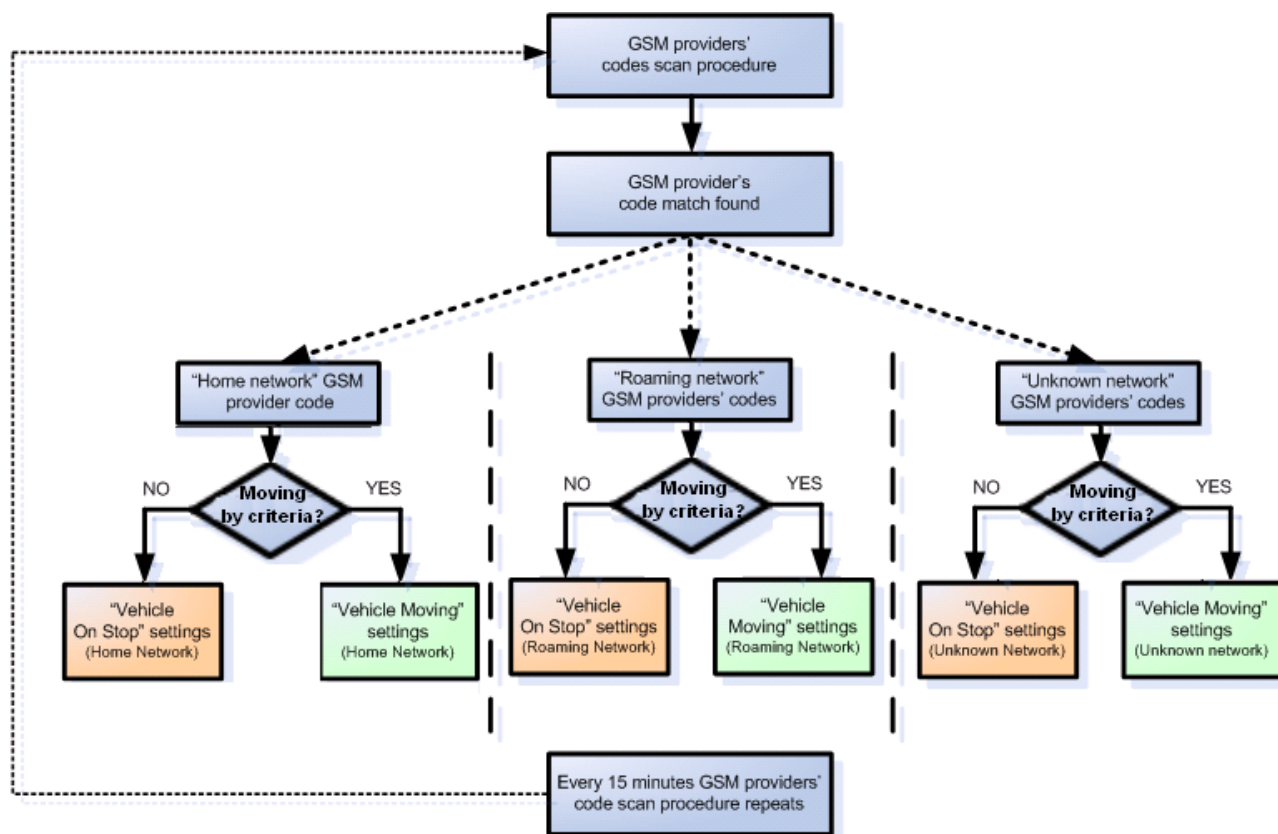 GSM providers'
codes scan procedure
GSM provider's
code match found
"Home network" GSM
provider code
"Roaming network"
GSM providers' codes
"Unknown network"
GSM providers' codes
NO
Moving
by criteria?
YES
NO
Moving
by criteria?
YES
NO
Moving
by criteria?
YES
"Vehicle
On Stop" settings
(Home Network)
"Vehicle Moving"
settings
(Home Network)
"Vehicle
On Stop" settings
(Roaming Network)
"Vehicle
Moving" settings
(Roaming Network)
"Vehicle
On Stop" settings
(Unknown Network)
"Vehicle Moving"
settings
(Unknown network)
Every 15 minutes GSM providers'
code scan procedure repeats